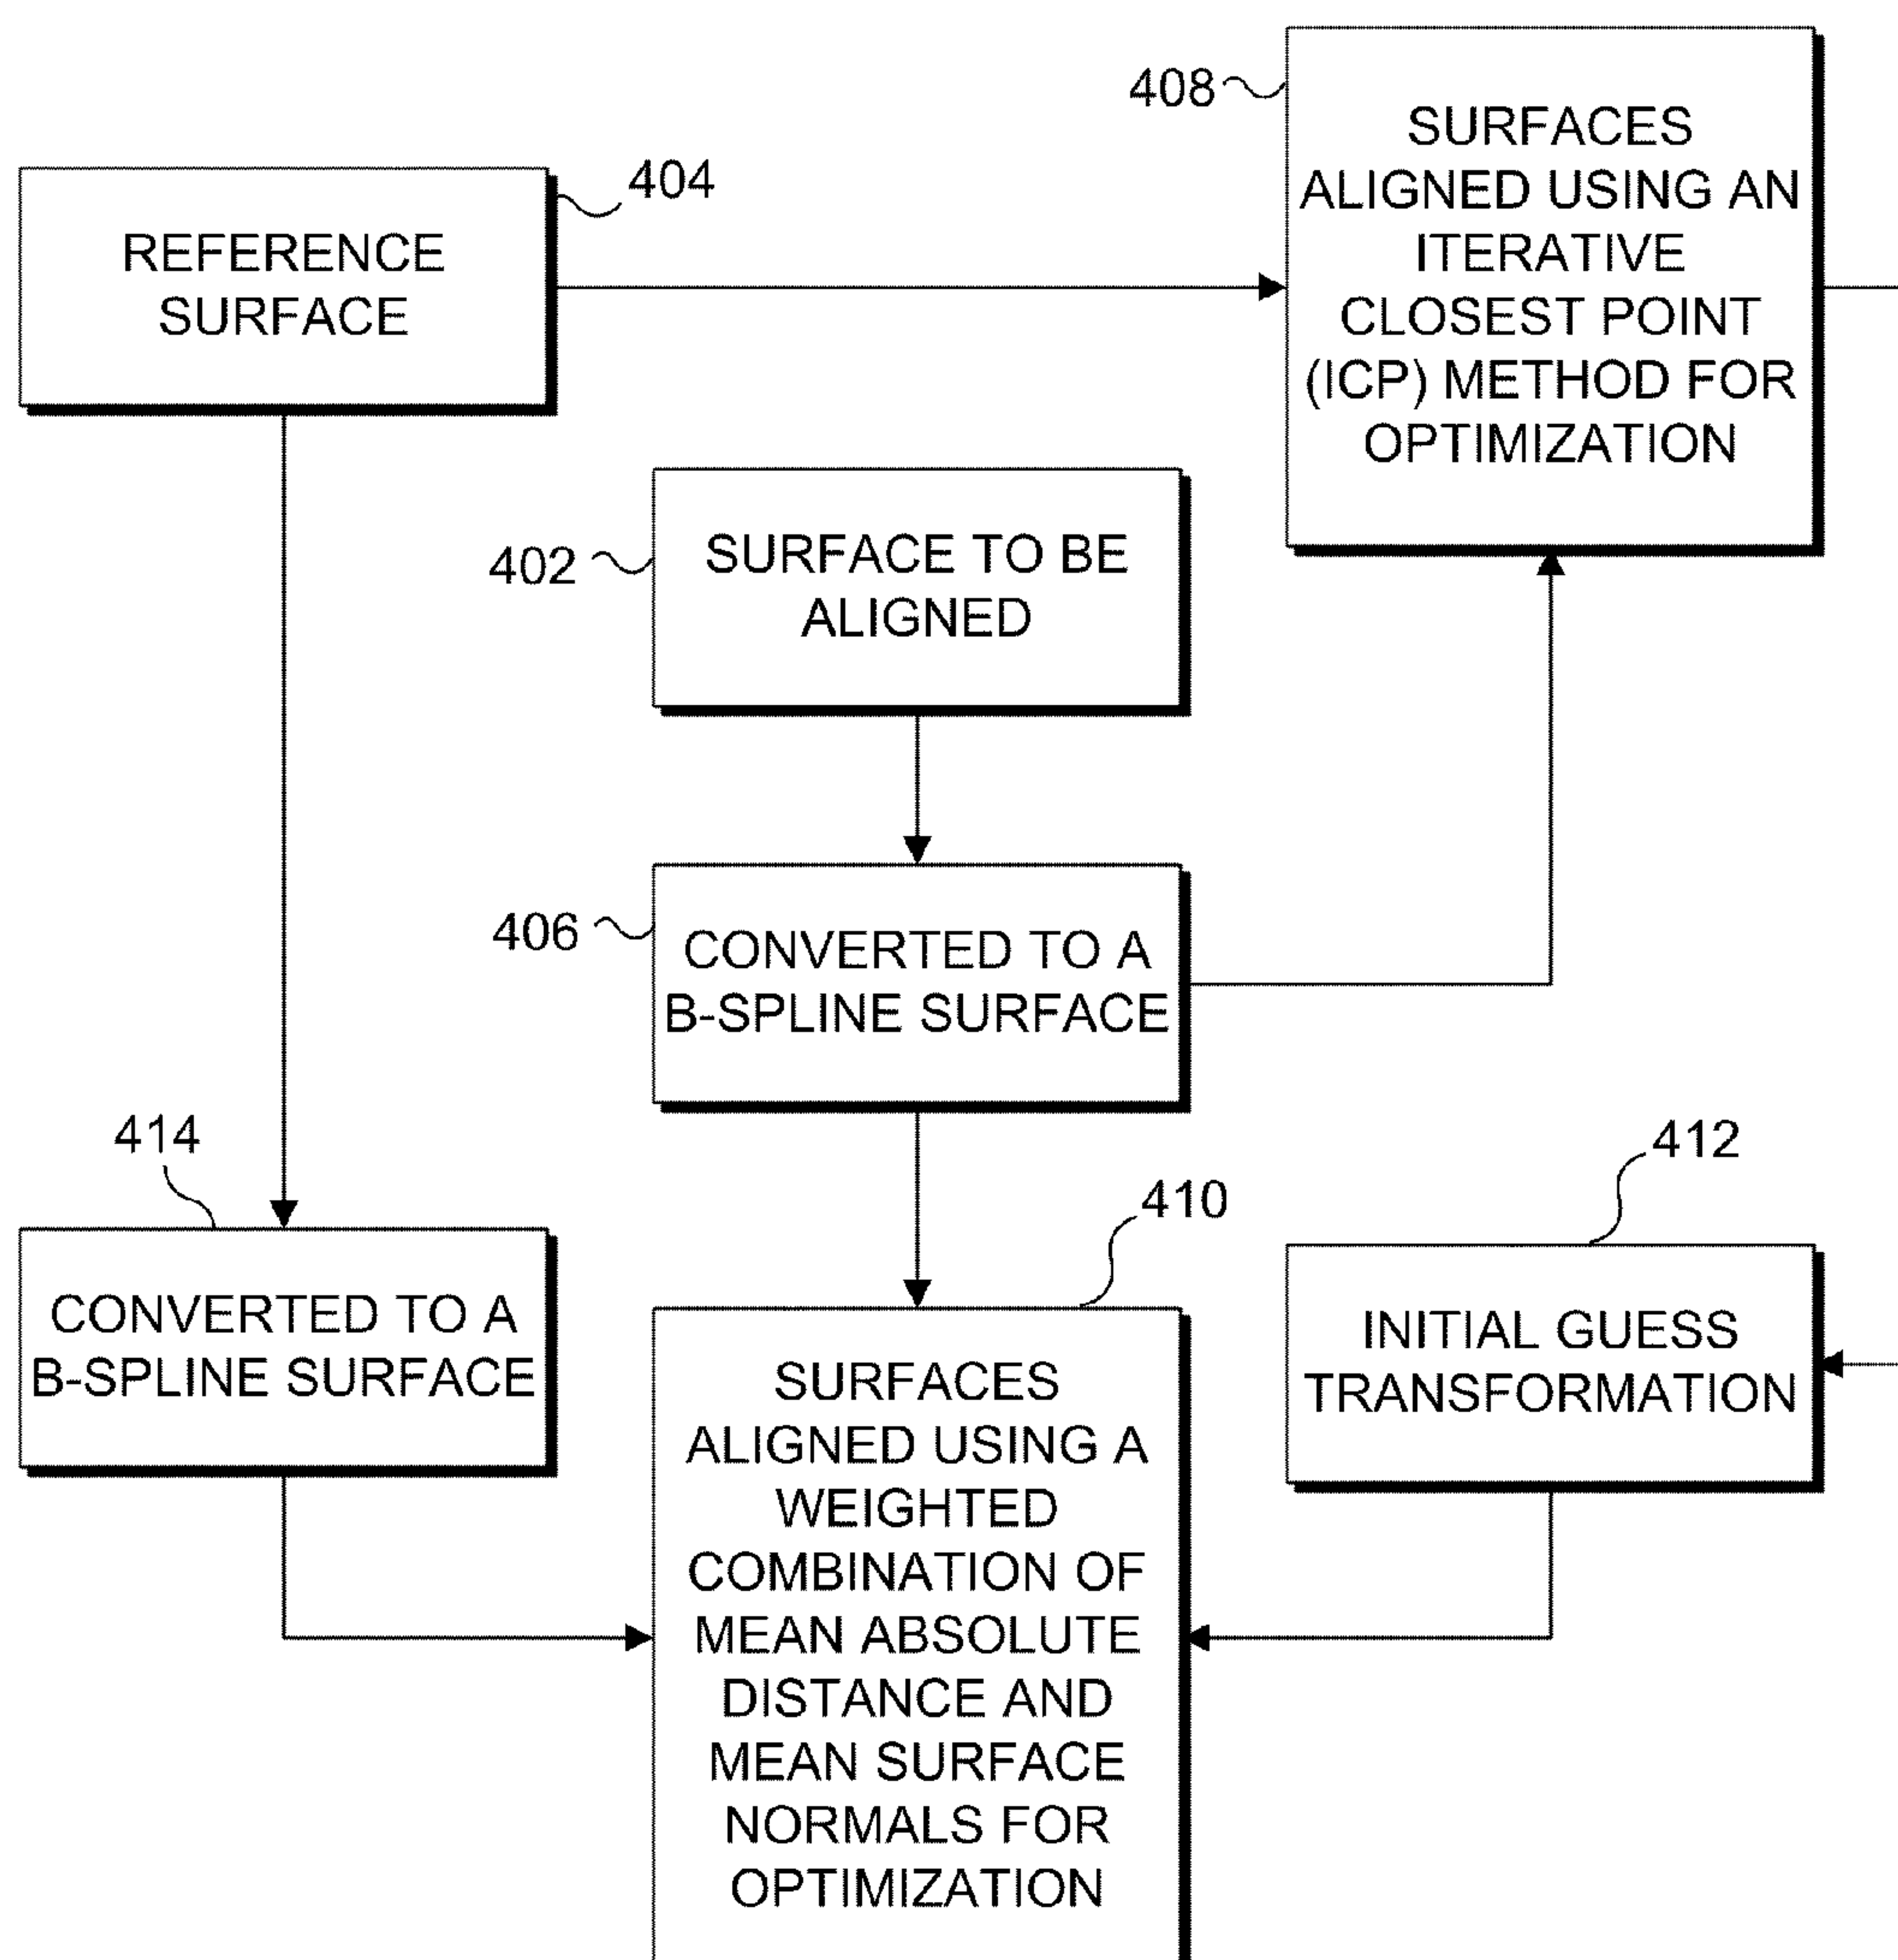 408
SURFACES
ALIGNED USING AN
ITERATIVE
CLOSEST POINT
(ICP) METHOD FOR
OPTIMIZATION
404
REFERENCE
SURFACE
402
SURFACE TO BE
ALIGNED
406
CONVERTED TO A
B-SPLINE SURFACE
414
CONVERTED TO A
B-SPLINE SURFACE
410
SURFACES
ALIGNED USING A
WEIGHTED
COMBINATION OF
MEAN ABSOLUTE
DISTANCE AND
MEAN SURFACE
NORMALS FOR
OPTIMIZATION
412
INITIAL GUESS
TRANSFORMATION